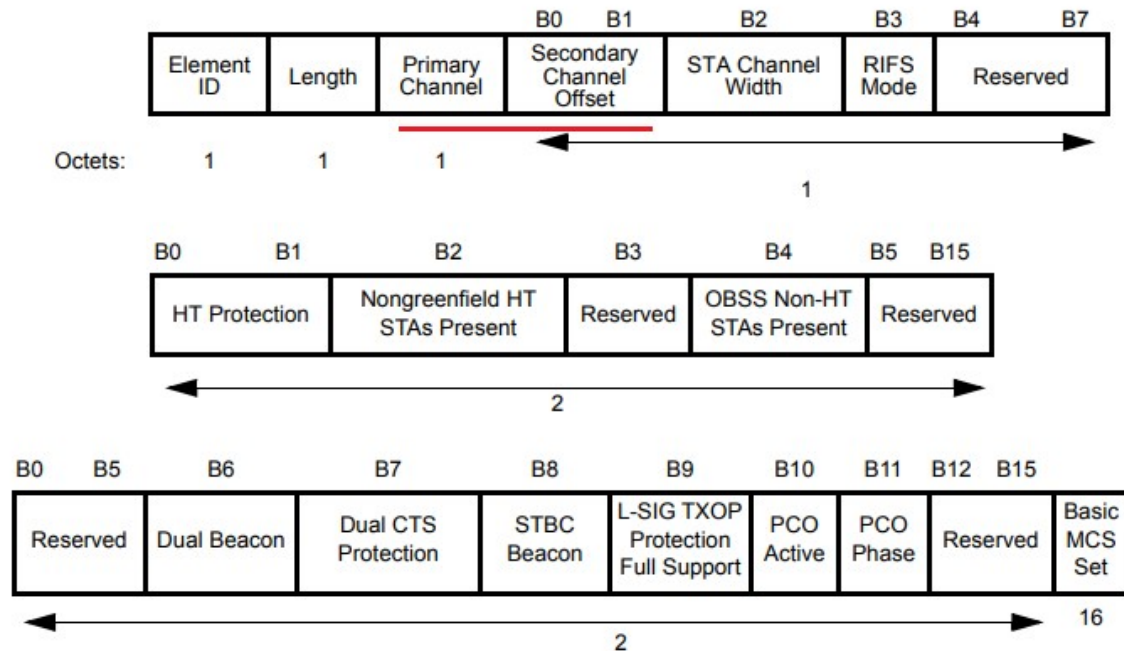 B0 B1 B2 B3 B4 B7
Element ID Length Primary Channel Secondary Channel Offset STA Channel Width RIFS Mode Reserved
Octets: 1 1 1
1
B0 B1 B2 B3 B4 B5 B15
HT Protection Nongreenfield HT STAs Present Reserved OBSS Non-HT STAs Present Reserved
2
B0 B5 B6 B7 B8 B9 B10 B11 B12 B15
Reserved Dual Beacon Dual CTS Protection STBC Beacon L-SIG TXOP Protection Full Support PCO Active PCO Phase Reserved Basic MCS Set
2 16